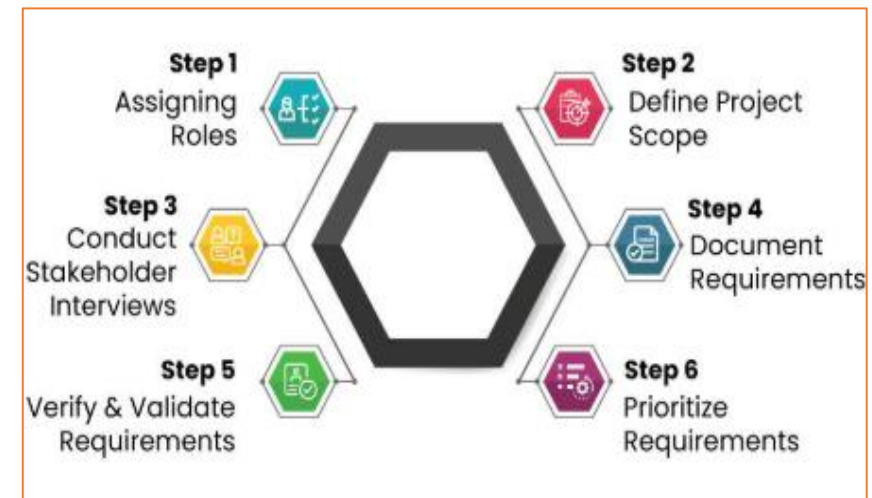 Step 1
Assigning
Roles
Step 2
Define Project
Scope
Step 3
Conduct
Stakeholder
Interviews
Step 4
Document
Requirements
Step 5
Verify & Validate
Requirements
Step 6
Prioritize
Requirements